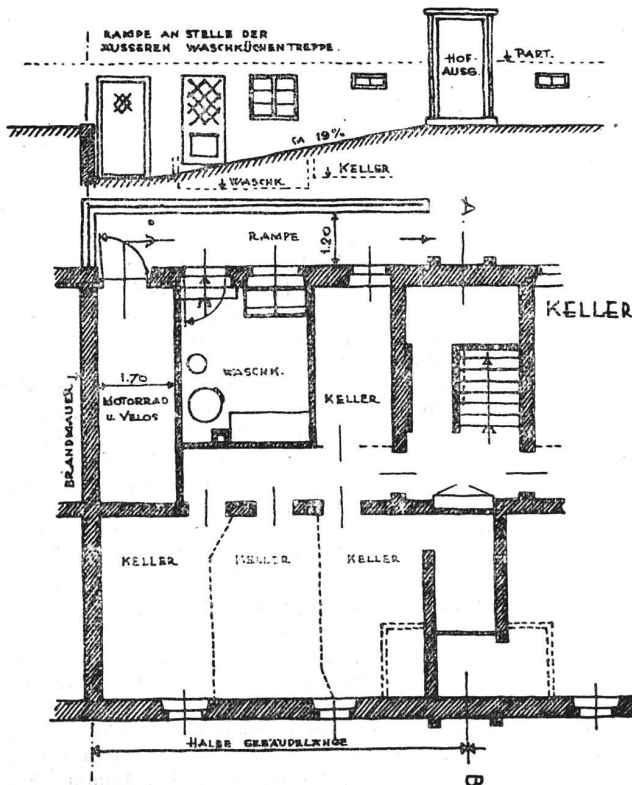 RAMPE AN STELLE DER
ÄUSSEREN WASCHKÜCHENTREPPE.
HOF-
AUSG.
PART.
CA 19%
WASCHK.
KELLER
A
RAMPE
1.20
KELLER
1.70
MOTORRAD
U. VELOS
WASCHK.
KELLER
BRANDMAUER
KELLER
KELLER
KELLER
HALBE GEBÄUDELÄNGE
B